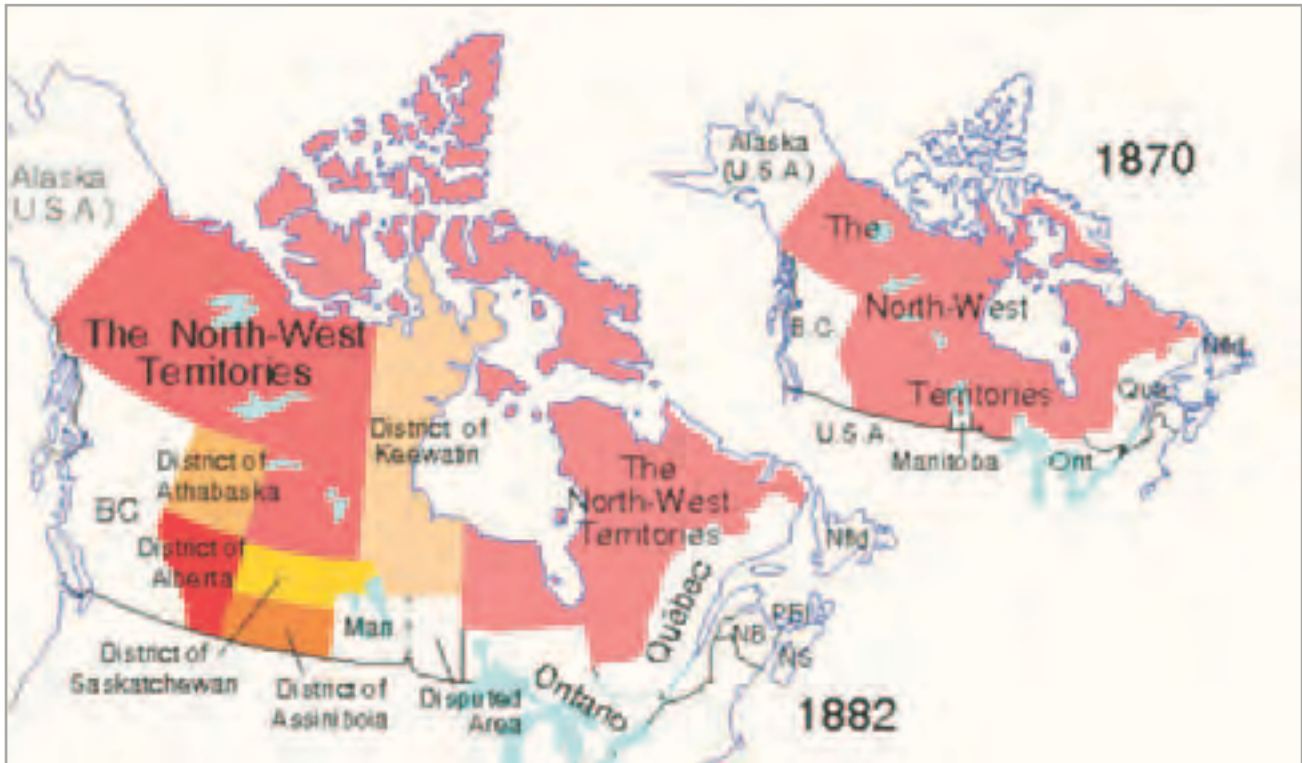 Alaska
(U.S.A)
The North-West
Territories
District of
Keewatin
District of
Athabaska
BC
District of
Alberta
Man.
District of
Saskatchewan
District of
Assiniboia
Disputed
Area
Ontario
The
North-West
Territories
Québec
Nfld
PEI
NB
NS
1882
Alaska
(U.S.A)
1870
The
North-West
Territories
B.C.
U.S.A.
Manitoba
Ont
Que
Nfld